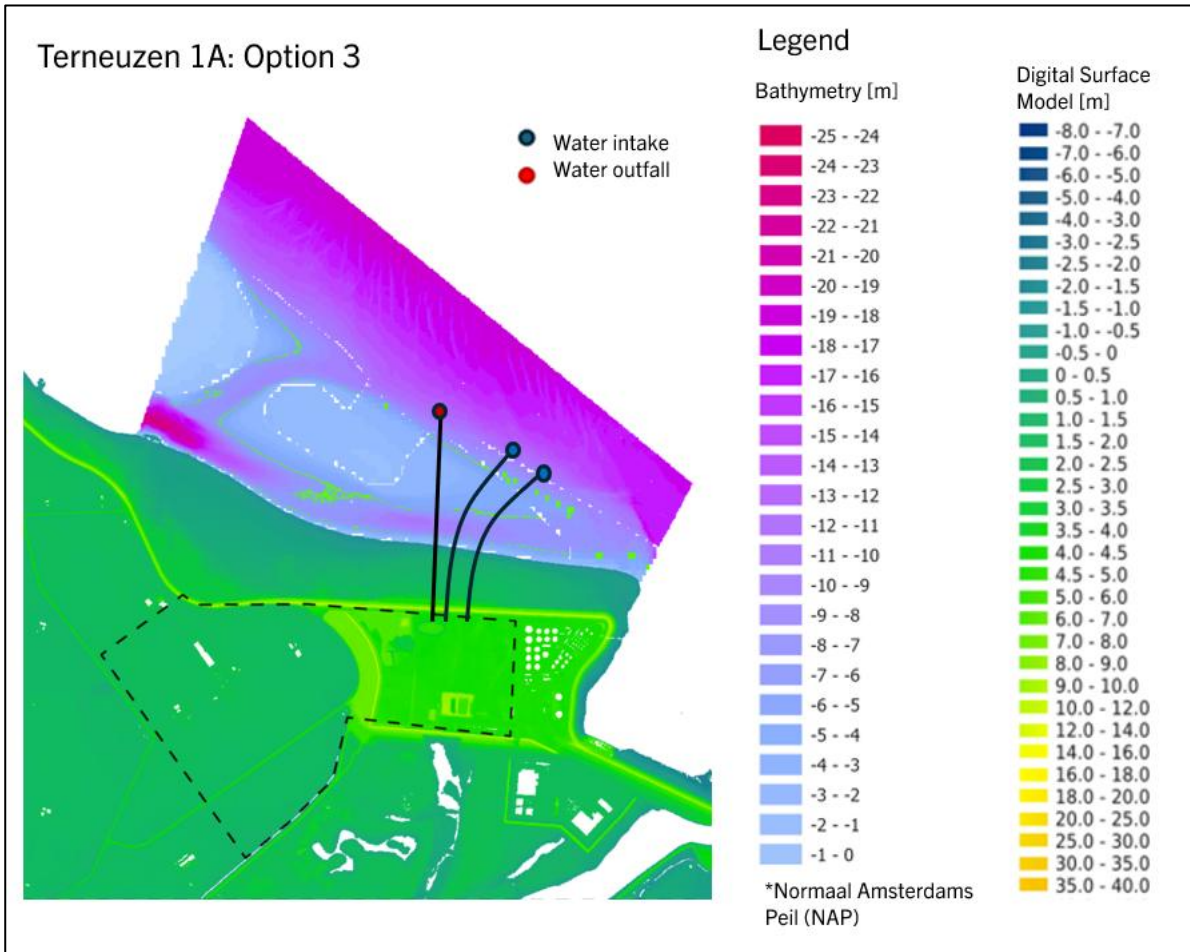 Terneuzen 1A: Option 3
Water intake
Water outfall
Legend
Bathymetry [m]
-25 - -24
-24 - -23
-23 - -22
-22 - -21
-21 - -20
-20 - -19
-19 - -18
-18 - -17
-17 - -16
-16 - -15
-15 - -14
-14 - -13
-13 - -12
-12 - -11
-11 - -10
-10 - -9
-9 - -8
-8 - -7
-7 - -6
-6 - -5
-5 - -4
-4 - -3
-3 - -2
-2 - -1
-1 - 0
*Normaal Amsterdams
Peil (NAP)
Digital Surface
Model [m]
-8.0 - -7.0
-7.0 - -6.0
-6.0 - -5.0
-5.0 - -4.0
-4.0 - -3.0
-3.0 - -2.5
-2.5 - -2.0
-2.0 - -1.5
-1.5 - -1.0
-1.0 - -0.5
-0.5 - 0
0 - 0.5
0.5 - 1.0
1.0 - 1.5
1.5 - 2.0
2.0 - 2.5
2.5 - 3.0
3.0 - 3.5
3.5 - 4.0
4.0 - 4.5
4.5 - 5.0
5.0 - 6.0
6.0 - 7.0
7.0 - 8.0
8.0 - 9.0
9.0 - 10.0
10.0 - 12.0
12.0 - 14.0
14.0 - 16.0
16.0 - 18.0
18.0 - 20.0
20.0 - 25.0
25.0 - 30.0
30.0 - 35.0
35.0 - 40.0